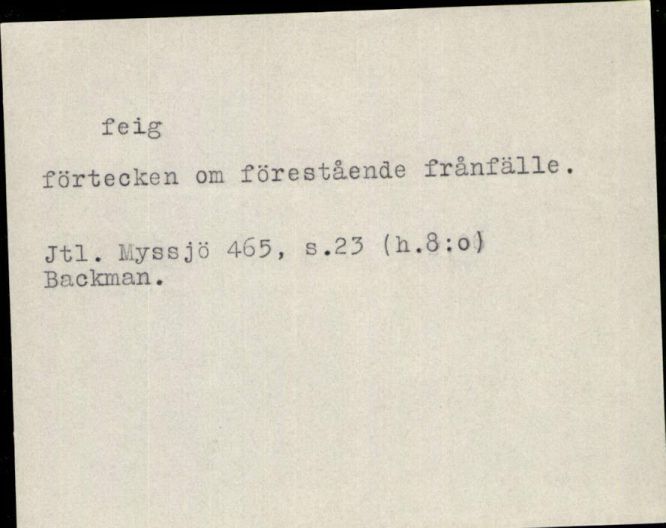 feig
förtecken om förestående frånfälle.
Jtl. Myssjö 465, s.23 (h.8:o)
Backman.